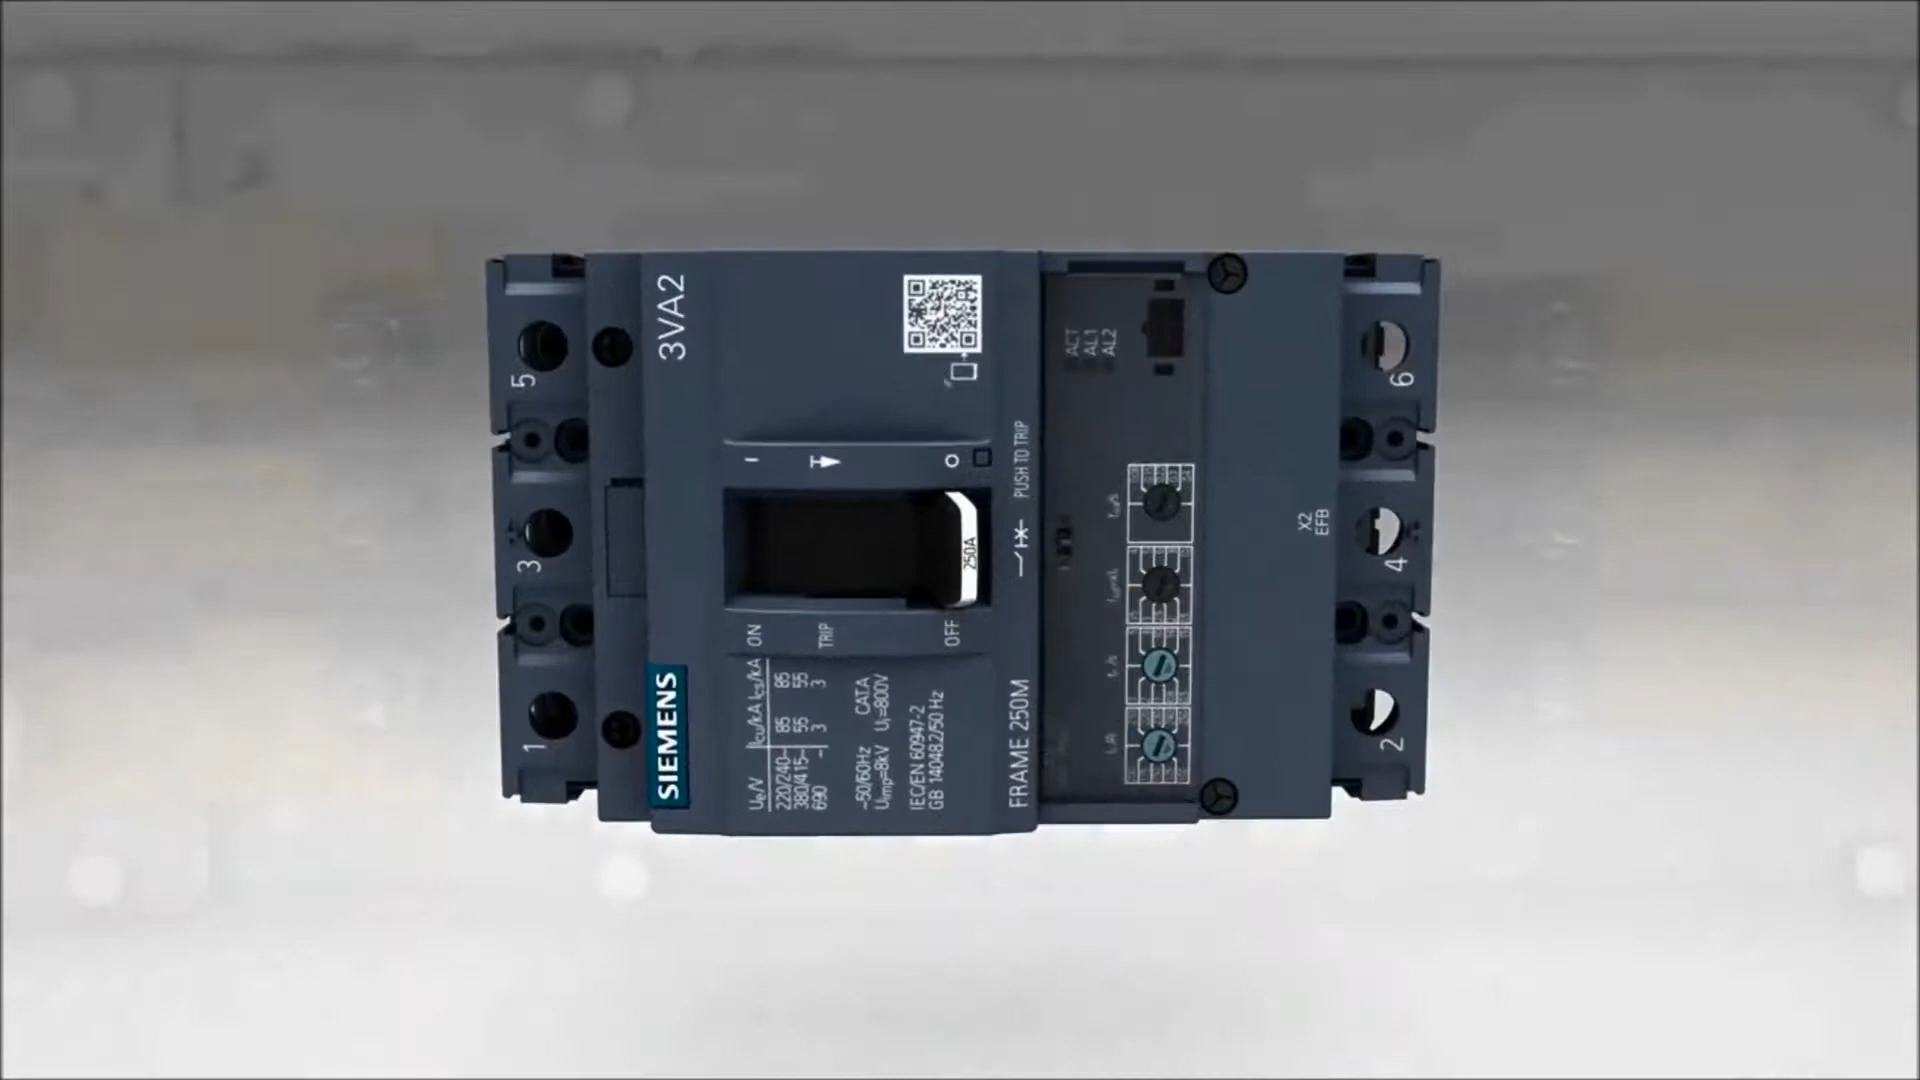 SIEMENS
3VA2
5
3
1
Ue/V Icu/kA Ics/kA
220/240~ 85 85
380/415~ 55 55
690 ~ 3 3
~50/60Hz CAT.A
Uimp=8kV Ui=800V
IEC/EN 60947-2
GB 14048.2/50 Hz
I
O
ON
TRIP
OFF
250A
FRAME 250M
PUSH TO TRIP
ACT
AL1
AL2
X2
EFB
6
4
2